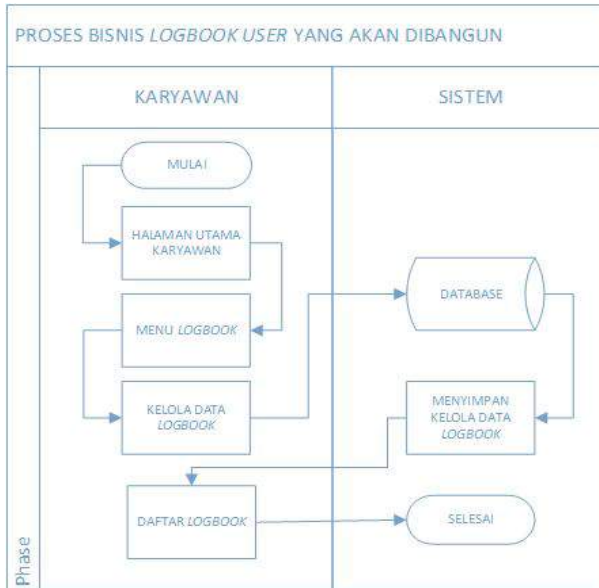 PROSES BISNIS LOGBOOK USER YANG AKAN DIBANGUN
KARYAWAN
SISTEM
MULAI
HALAMAN UTAMA
KARYAWAN
MENU LOGBOOK
DATABASE
KELOLA DATA
LOGBOOK
MENYIMPAN
KELOLA DATA
LOGBOOK
DAFTAR LOGBOOK
SELESAI
Phase